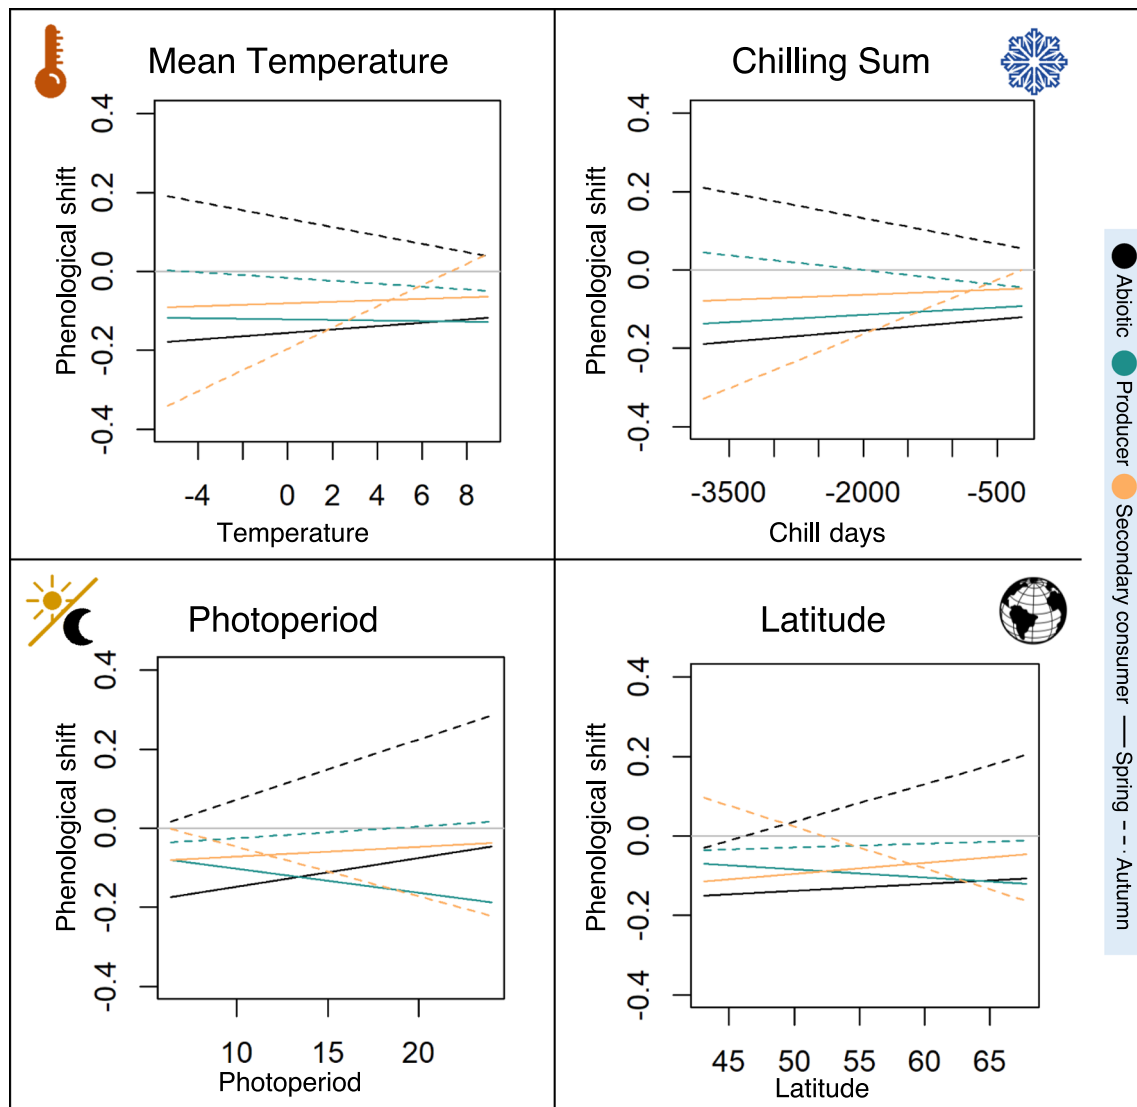 Mean Temperature
0.4
0.2
0.0
-0.2
-0.4
Phenological shift
-4 0 2 4 6 8
Temperature
Chilling Sum
0.4
0.2
0.0
-0.2
-0.4
Phenological shift
-3500 -2000 -500
Chill days
Photoperiod
0.4
0.2
0.0
-0.2
-0.4
Phenological shift
10 15 20
Photoperiod
Latitude
0.4
0.2
0.0
-0.2
-0.4
Phenological shift
45 50 55 60 65
Latitude
Abiotic Producer Secondary consumer Spring Autumn